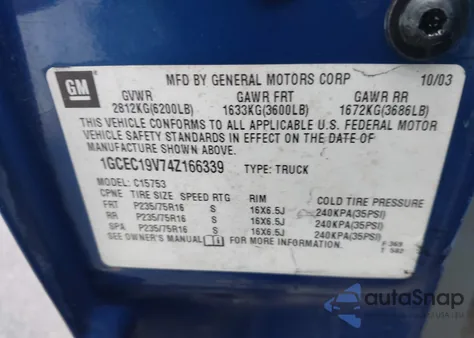 GM
MFD BY GENERAL MOTORS CORP 10/03
GVWR GAWR FRT GAWR RR
2812KG(6200LB) 1633KG(3600LB) 1672KG(3686LB)
THIS VEHICLE CONFORMS TO ALL APPLICABLE U.S. FEDERAL MOTOR
VEHICLE SAFETY STANDARDS IN EFFECT ON THE DATE OF
MANUFACTURE SHOWN ABOVE.
1GCEC19V74Z166339 TYPE: TRUCK
MODEL: C15753
CPNE TIRE SIZE SPEED RTG RIM COLD TIRE PRESSURE
FRT P235/75R16 S 16X6.5J 240KPA(35PSI)
RR P235/75R16 S 16X6.5J 240KPA(35PSI)
SPA P235/75R16 S 16X6.5J 240KPA(35PSI)
SEE OWNER'S MANUAL FOR MORE INFORMATION
F 369
T 502
autoSnap